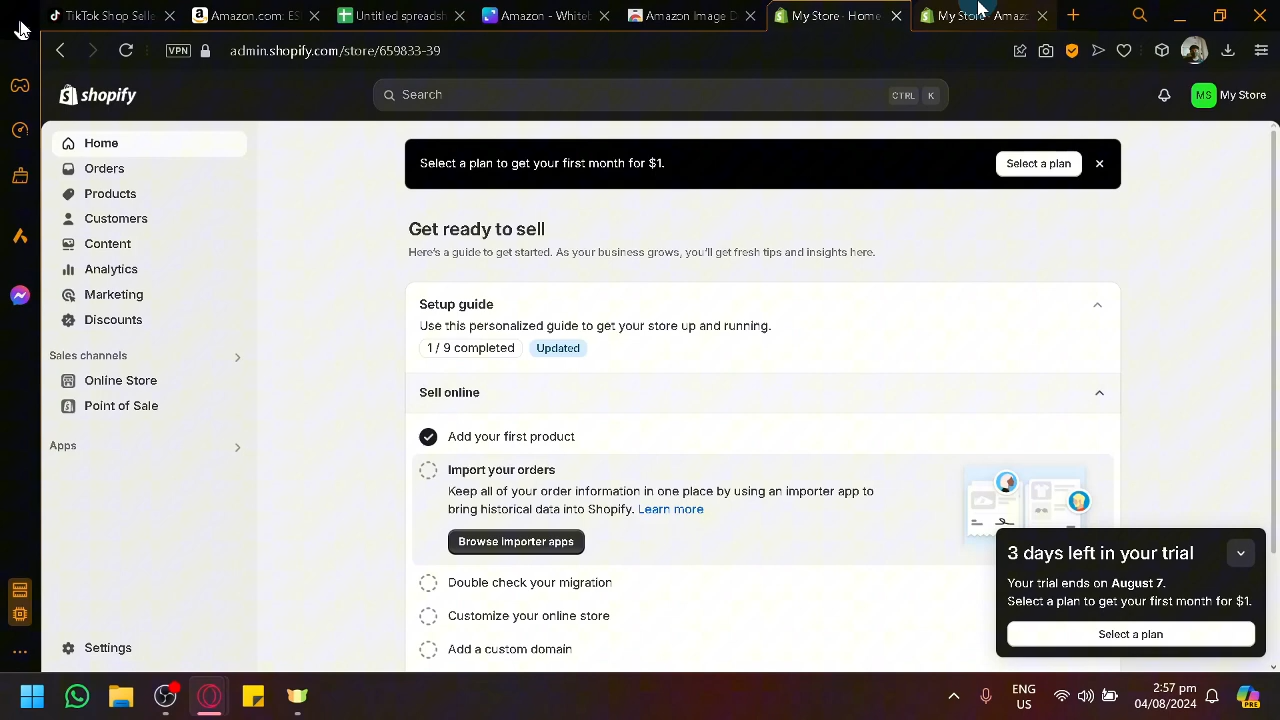 TikTok Shop Selle
Amazon.com: ES
Untitled spreadsh
Amazon - Whiteb
Amazon Image D
My Store · Home
My Store · Amazo
VPN
admin.shopify.com/store/659833-39
shopify
Search
CTRL K
MS My Store
Home
Orders
Products
Customers
Content
Analytics
Marketing
Discounts
Sales channels
Online Store
Point of Sale
Apps
Settings
Select a plan to get your first month for $1.
Select a plan
Get ready to sell
Here's a guide to get started. As your business grows, you'll get fresh tips and insights here.
Setup guide
Use this personalized guide to get your store up and running.
1 / 9 completed Updated
Sell online
Add your first product
Import your orders
Keep all of your order information in one place by using an importer app to
bring historical data into Shopify. Learn more
Browse importer apps
Double check your migration
Customize your online store
Add a custom domain
3 days left in your trial
Your trial ends on August 7.
Select a plan to get your first month for $1.
Select a plan
ENG
US
2:57 pm
04/08/2024
PRE